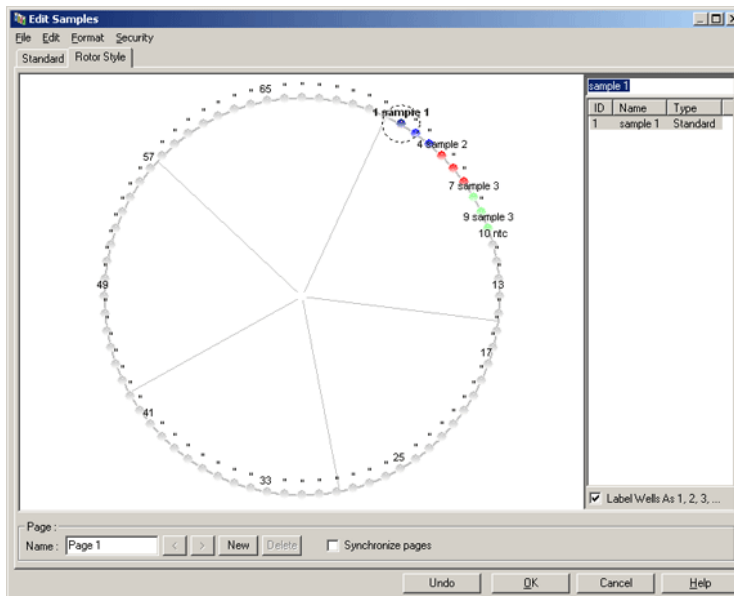 Edit Samples
File Edit Format Security
Standard Rotor Style
sample 1
ID Name Type
1 sample 1 Standard
65
1 sample 1
4 sample 2
57
7 sample 3
9 sample 3
10 ntc
49
13
17
41
25
33
Label Wells As 1, 2, 3, ...
Page :
Name : Page 1 < > New Delete Synchronize pages
Undo OK Cancel Help